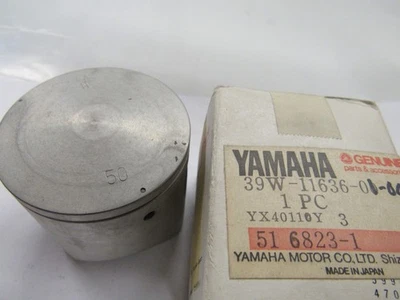 50
YAMAHA GENUINE
parts & accessories
39W-11636-00-00
1 PC
YX40110Y 3
51 6823-1
YAMAHA MOTOR CO., LTD.
MADE IN JAPAN